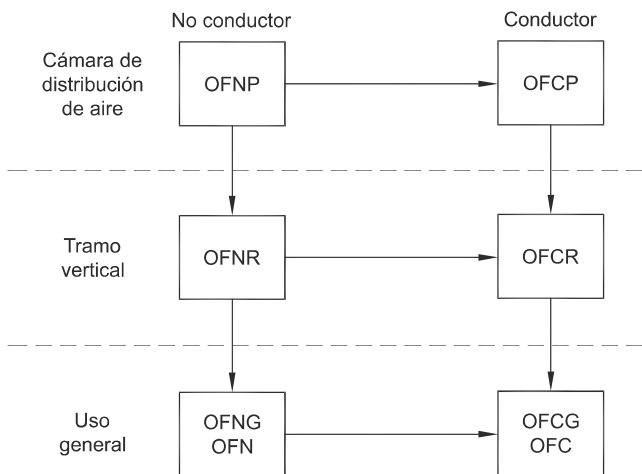 No conductor
Conductor
Cámara de
distribución
de aire
OFNP
OFCP
Tramo
vertical
OFNR
OFCR
Uso
general
OFNG
OFN
OFCG
OFC